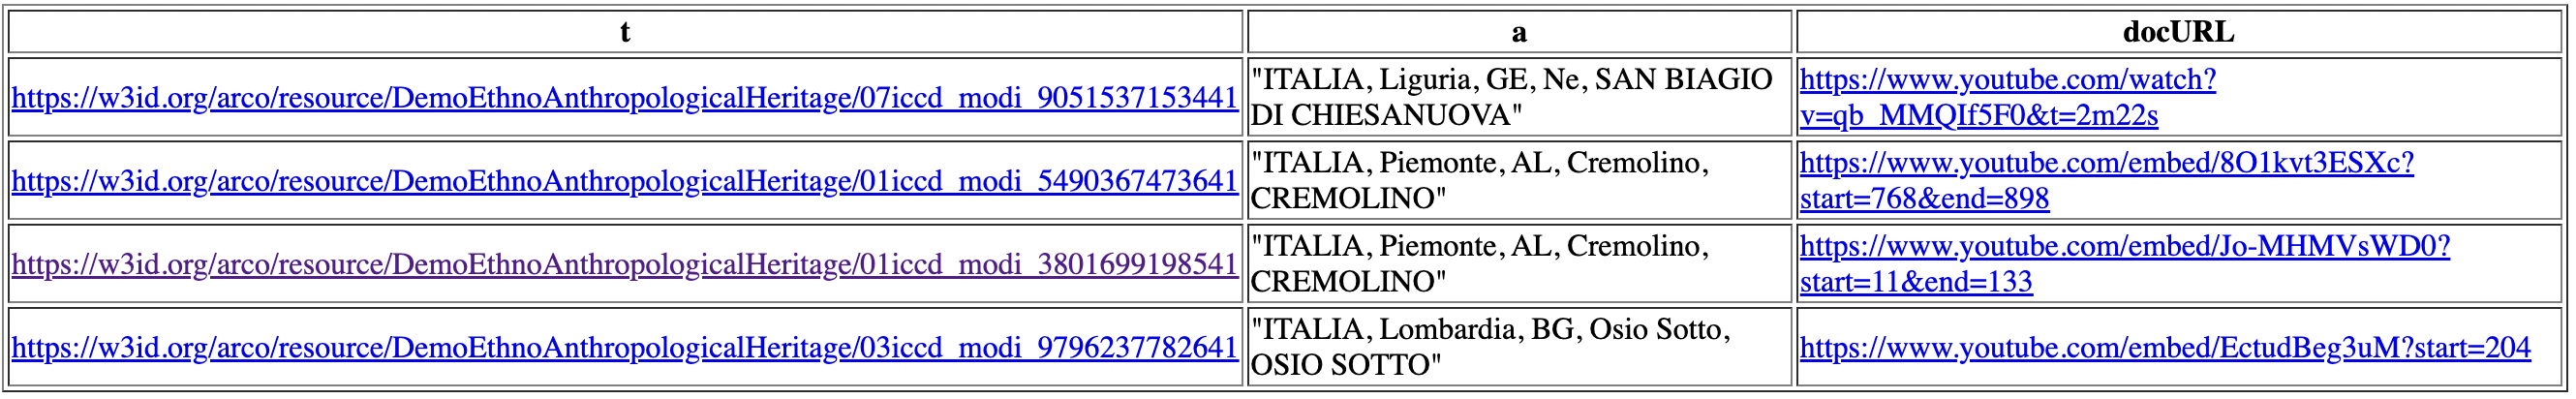 t a docURL
https://w3id.org/arco/resource/DemoEthnoAnthropologicalHeritage/07iccd_modi_9051537153441
"ITALIA, Liguria, GE, Ne, SAN BIAGIO
DI CHIESANUOVA"
https://www.youtube.com/watch?
v=qb_MMQIf5F0&t=2m22s
https://w3id.org/arco/resource/DemoEthnoAnthropologicalHeritage/01iccd_modi_5490367473641
"ITALIA, Piemonte, AL, Cremolino,
CREMOLINO"
https://www.youtube.com/embed/8O1kvt3ESXc?
start=768&end=898
https://w3id.org/arco/resource/DemoEthnoAnthropologicalHeritage/01iccd_modi_3801699198541
"ITALIA, Piemonte, AL, Cremolino,
CREMOLINO"
https://www.youtube.com/embed/Jo-MHMVsWD0?
start=11&end=133
https://w3id.org/arco/resource/DemoEthnoAnthropologicalHeritage/03iccd_modi_9796237782641
"ITALIA, Lombardia, BG, Osio Sotto,
OSIO SOTTO"
https://www.youtube.com/embed/EctudBeg3uM?start=204